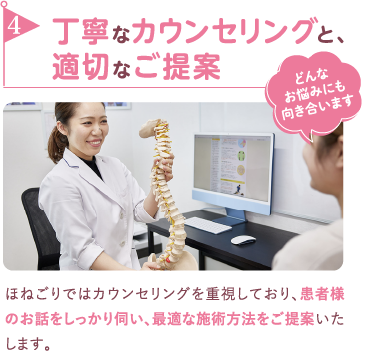 4
丁寧なカウンセリングと、
適切なご提案
どんな
お悩みにも
向き合います
ほねごりではカウンセリングを重視しており、患者様
のお話をしっかり伺い、最適な施術方法をご提案いた
します。